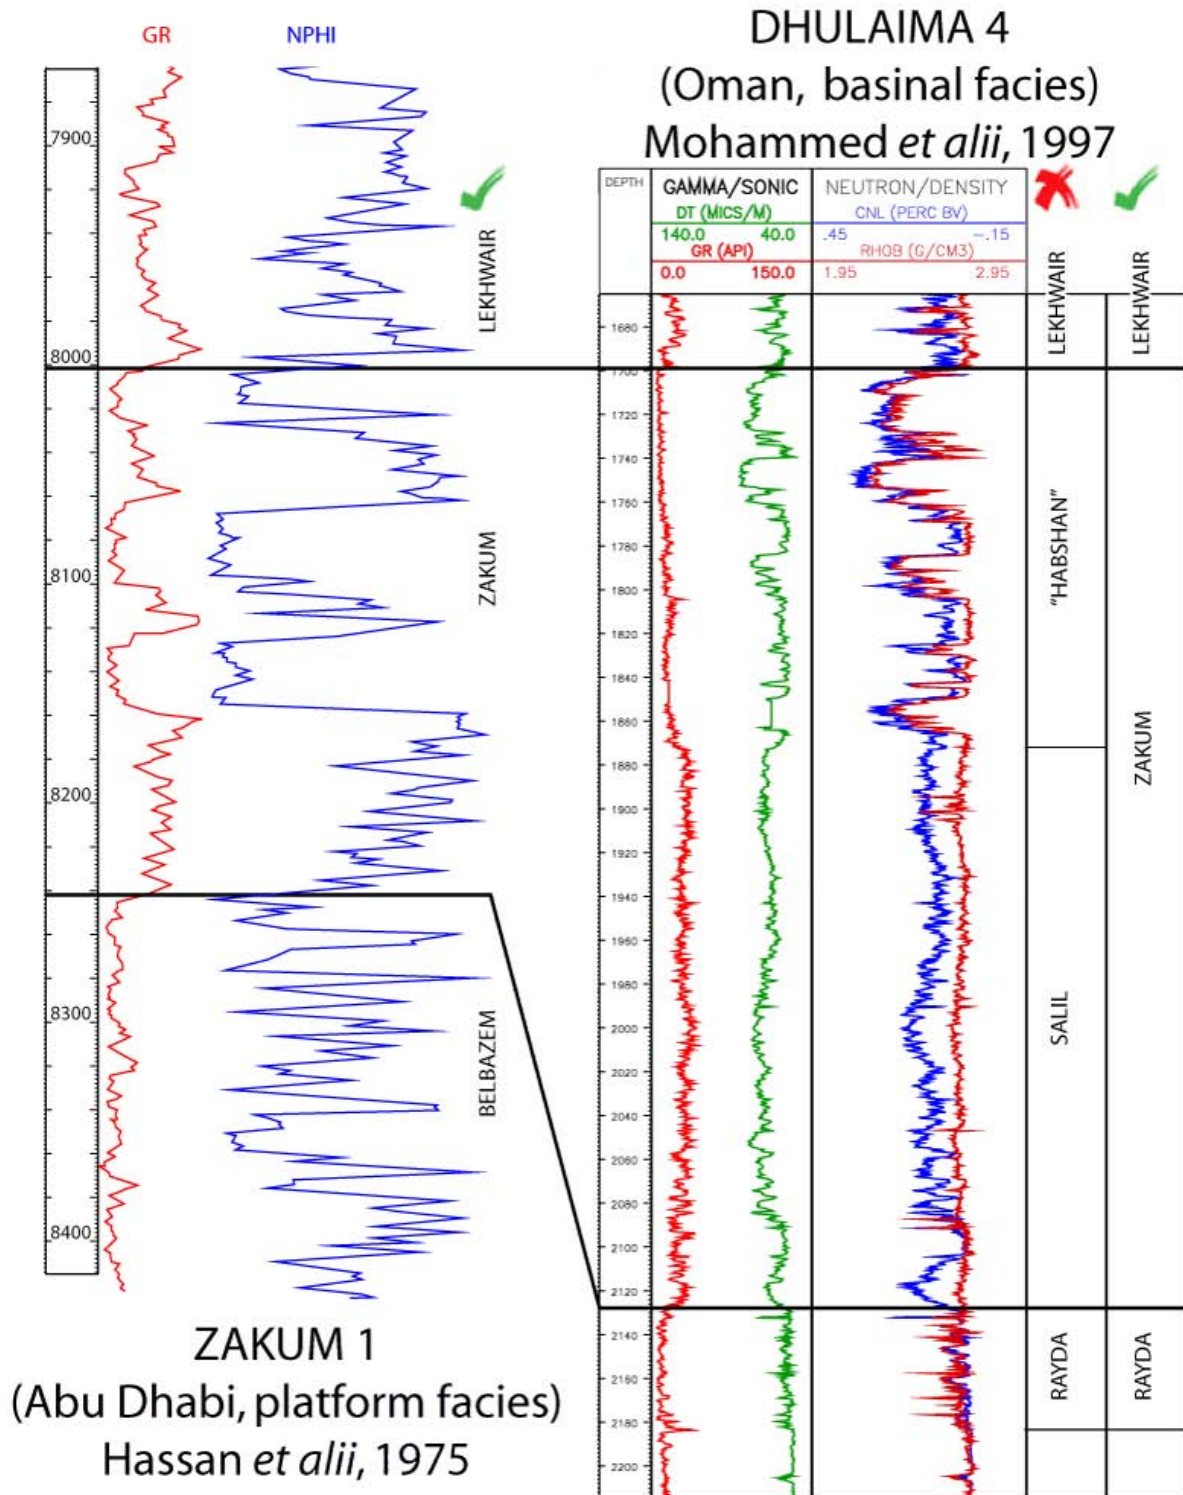 GR
NPHI
7900
8000
8100
8200
8300
8400
LEKHWAIR
ZAKUM
BELBAZEM
ZAKUM 1
(Abu Dhabi, platform facies)
Hassan et alii, 1975
DHULAIMA 4
(Oman, basinal facies)
Mohammed et alii, 1997
DEPTH
GAMMA/SONIC
DT (MICS/M)
140.0 40.0
GR (API)
0.0 150.0
NEUTRON/DENSITY
CNL (PERC BV)
.45 -.15
RHOB (G/CM3)
1.95 2.95
1680
1700
1720
1740
1760
1780
1800
1820
1840
1860
1880
1900
1920
1940
1960
1980
2000
2020
2040
2060
2080
2100
2120
2140
2160
2180
2200
LEKHWAIR
"HABSHAN"
SALIL
RAYDA
LEKHWAIR
ZAKUM
RAYDA